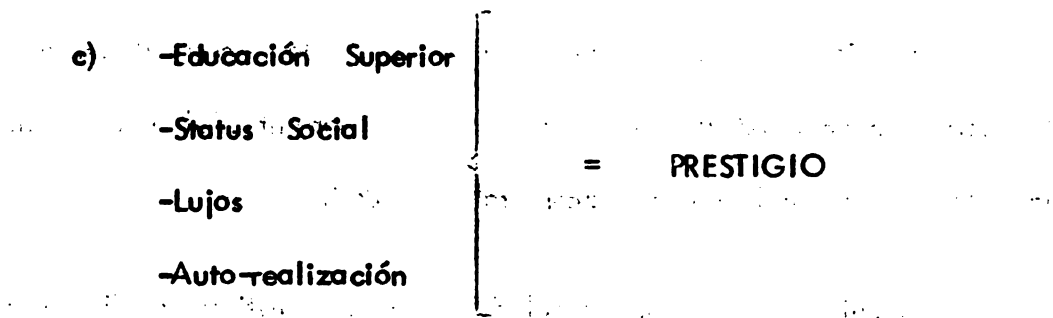 c) -Educación Superior
-Status Social
= PRESTIGIO
-Lujos
-Auto-realización